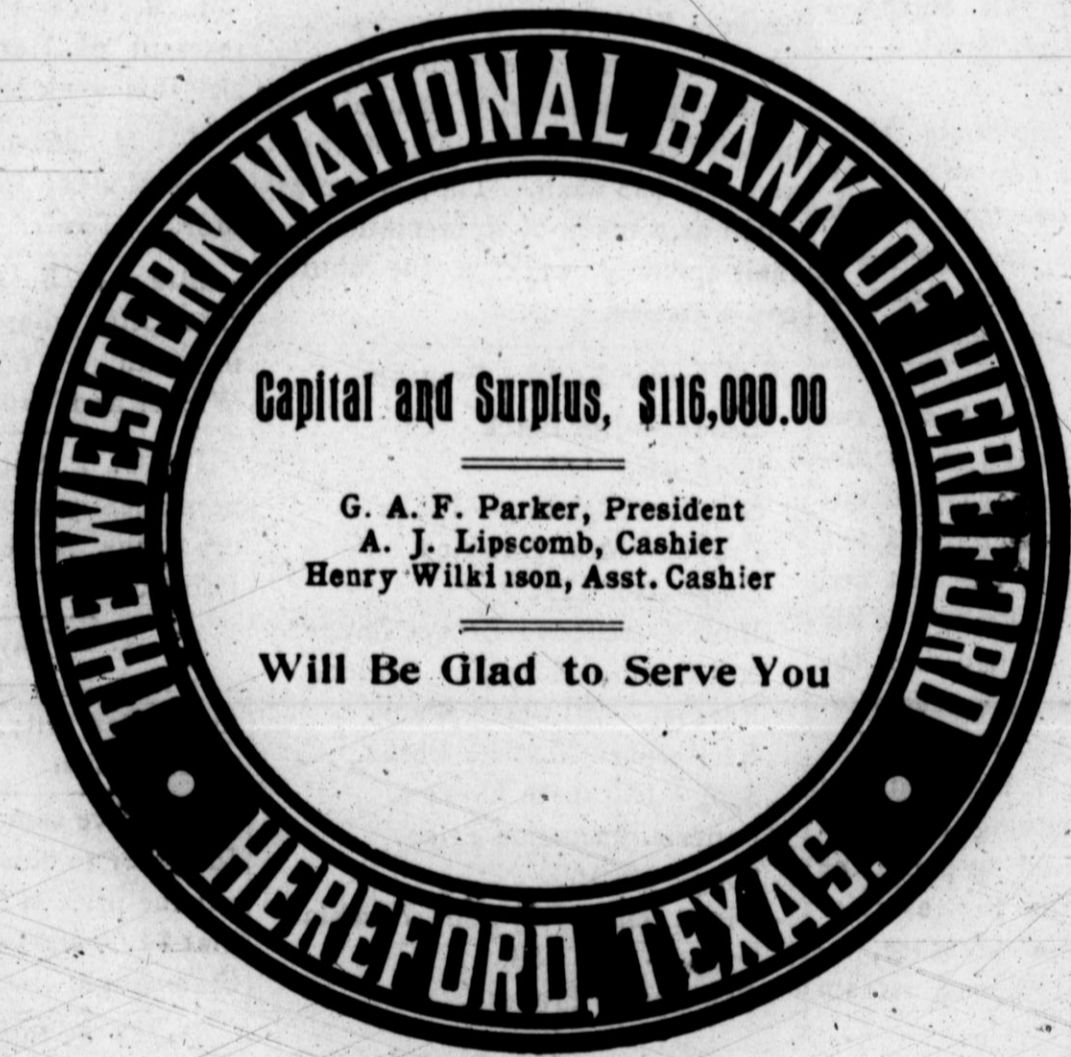 THE WESTERN NATIONAL BANK OF HEREFORD
Capital and Surplus, $116,000.00
G. A. F. Parker, President
A. J. Lipscomb, Cashier
Henry Wilkinson, Asst. Cashier
Will Be Glad to Serve You
HEREFORD, TEXAS.